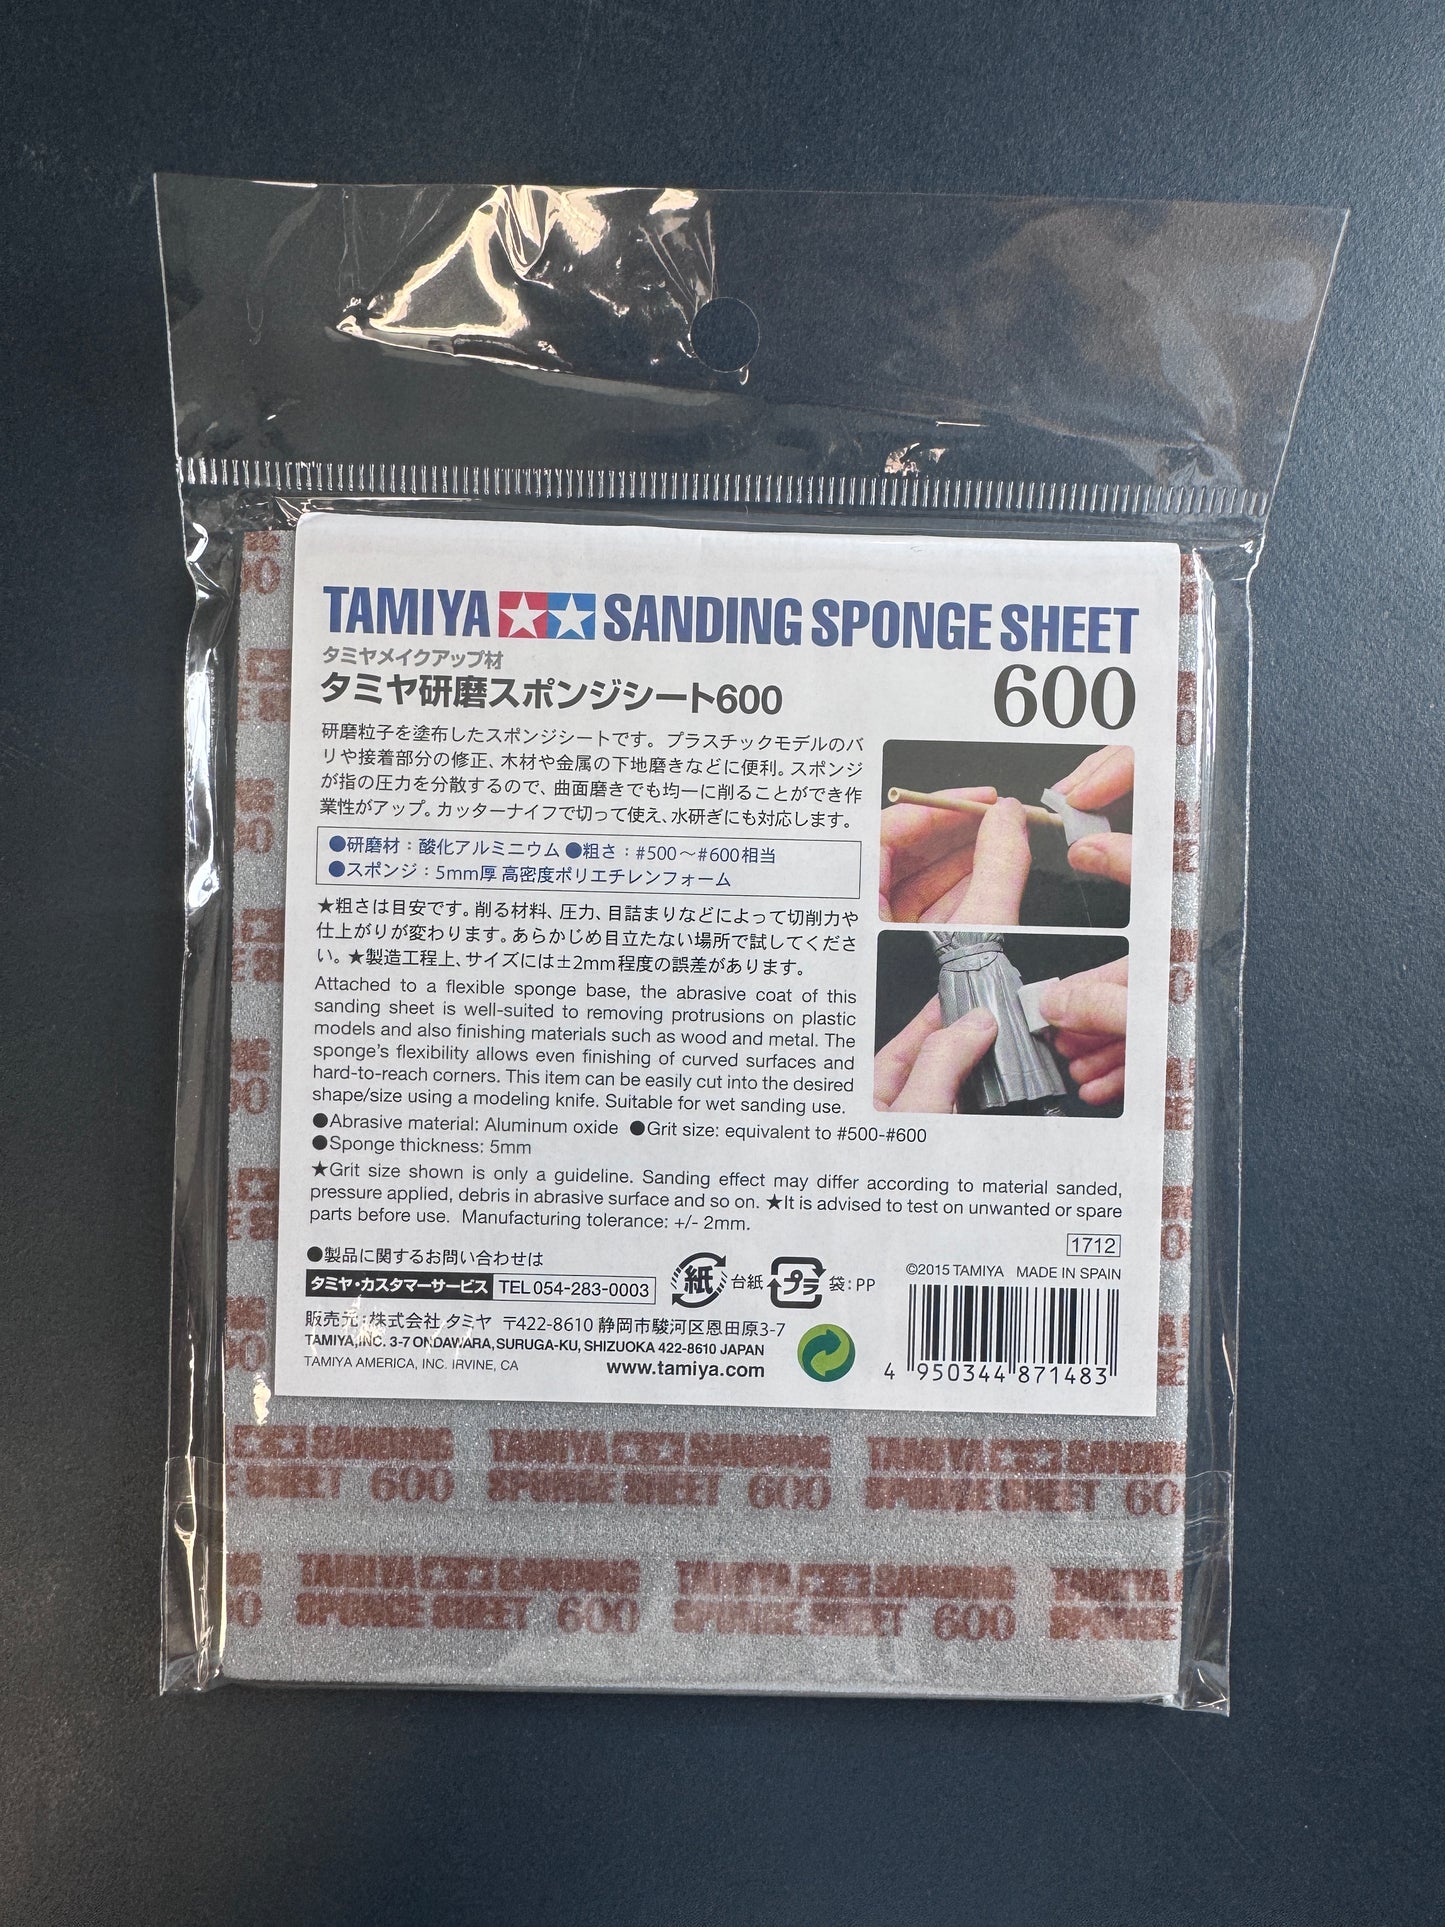 TAMIYA SANDING SPONGE SHEET
タミヤメイクアップ材
タミヤ研磨スポンジシート600
600
研磨粒子を塗布したスポンジシートです。プラスチックモデルのバ
リや接着部分の修正、木材や金属の下地磨きなどに便利。スポンジ
が指の圧力を分散するので、曲面磨きでも均一に削ることができ作
業性がアップ。カッターナイフで切って使え、水研ぎにも対応します。
●研磨材：酸化アルミニウム ●粗さ：#500～#600相当
●スポンジ：5mm厚 高密度ポリエチレンフォーム
★粗さは目安です。削る材料、圧力、目詰まりなどによって切削力や
仕上がりが変わります。あらかじめ目立たない場所で試してくださ
い。★製造工程上、サイズには±2mm程度の誤差があります。
Attached to a flexible sponge base, the abrasive coat of this
sanding sheet is well-suited to removing protrusions on plastic
models and also finishing materials such as wood and metal. The
sponge's flexibility allows even finishing of curved surfaces and
hard-to-reach corners. This item can be easily cut into the desired
shape/size using a modeling knife. Suitable for wet sanding use.
●Abrasive material: Aluminum oxide ●Grit size: equivalent to #500-#600
●Sponge thickness: 5mm
★Grit size shown is only a guideline. Sanding effect may differ according to material sanded,
pressure applied, debris in abrasive surface and so on. ★It is advised to test on unwanted or spare
parts before use. Manufacturing tolerance: +/- 2mm.
1712
●製品に関するお問い合わせは
タミヤ・カスタマーサービス TEL 054-283-0003
紙 台紙 プラ 袋：PP
©2015 TAMIYA MADE IN SPAIN
販売元：株式会社 タミヤ 〒422-8610 静岡市駿河区恩田原3-7
TAMIYA, INC. 3-7 ONDAWARA, SURUGA-KU, SHIZUOKA 422-8610 JAPAN
TAMIYA AMERICA, INC. IRVINE, CA www.tamiya.com
4 950344 871483
SANDING TAMIYA SANDING TAMIYA SANDING
SHEET 600 SPONGE SHEET 600 SPONGE SHEET 60
TAMIYA SANDING TAMIYA SANDING TAMIYA
SPONGE SHEET 600 SPONGE SHEET 600 SPONGE